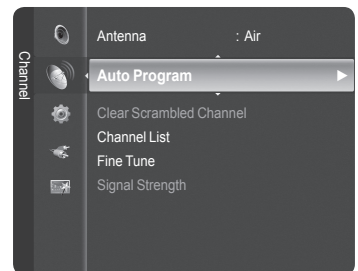 Channel
Antenna : Air
Auto Program
Clear Scrambled Channel
Channel List
Fine Tune
Signal Strength